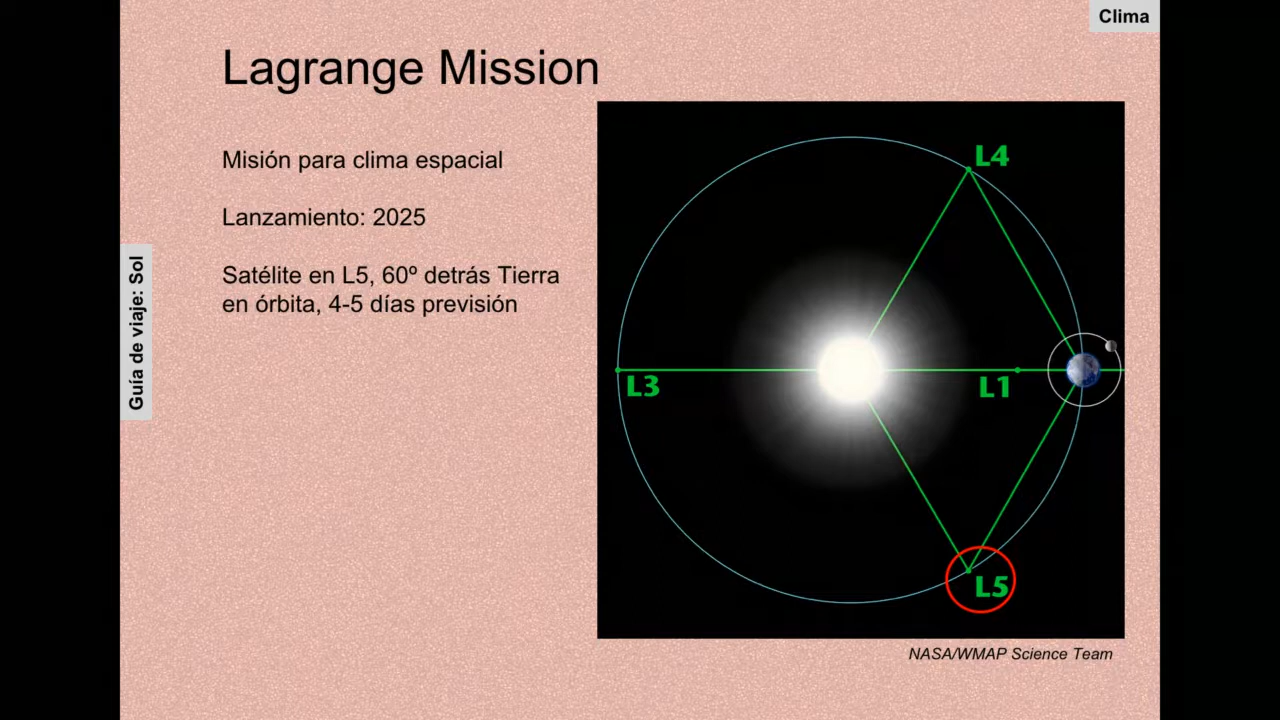 Clima
Lagrange Mission
Misión para clima espacial
Lanzamiento: 2025
Satélite en L5, 60º detrás Tierra
en órbita, 4-5 días previsión
Guía de viaje: Sol
L4
L3
L1
L5
NASA/WMAP Science Team